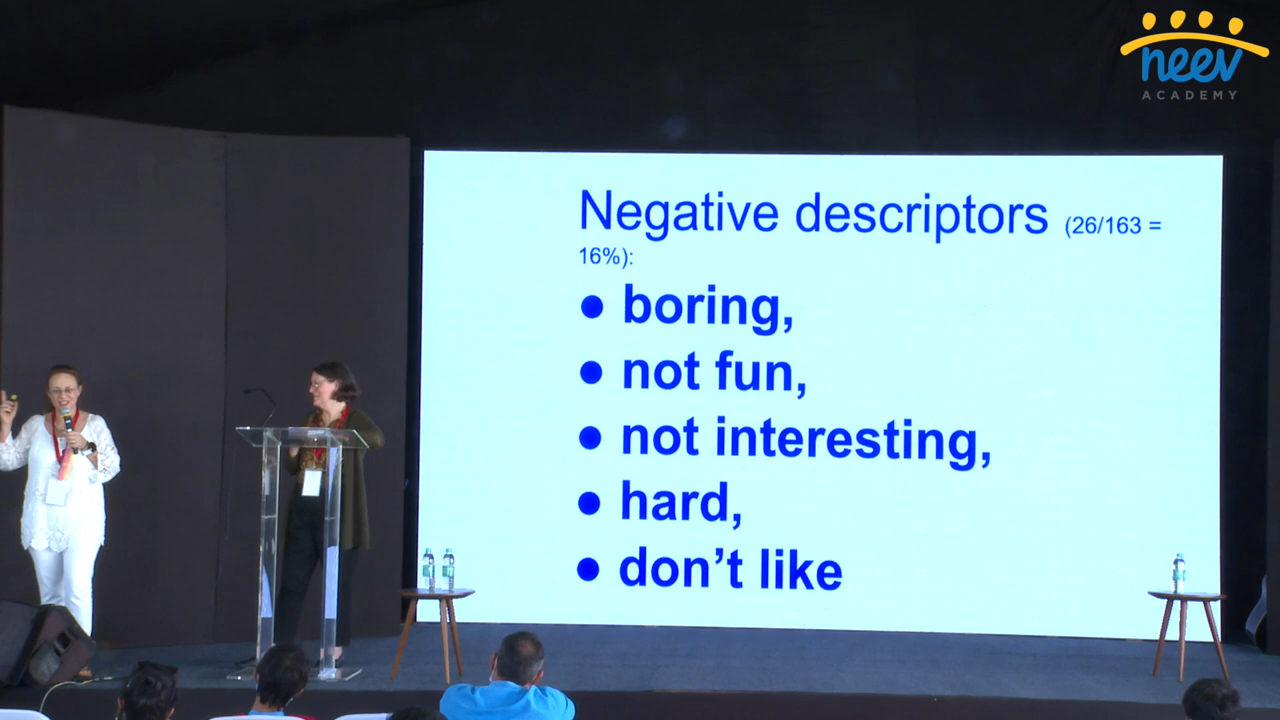 neev
ACADEMY
Negative descriptors (26/163 =
16%):
● boring,
● not fun,
● not interesting,
● hard,
● don’t like